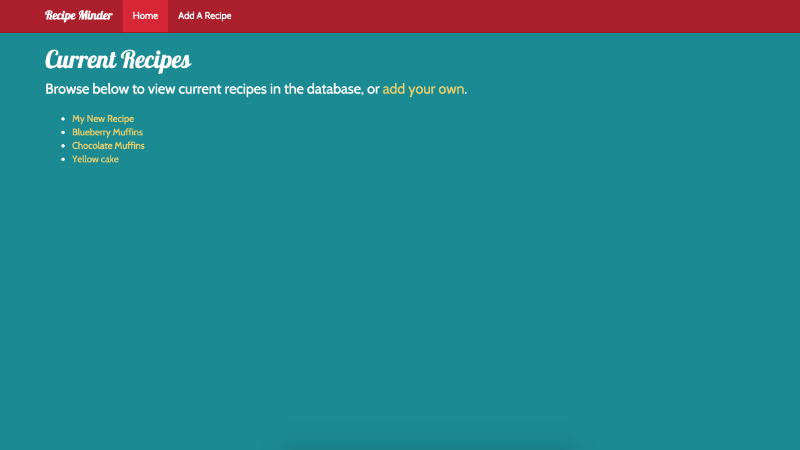 Recipe Minder Home Add A Recipe
Current Recipes
Browse below to view current recipes in the database, or add your own.
My New Recipe
Blueberry Muffins
Chocolate Muffins
Yellow cake